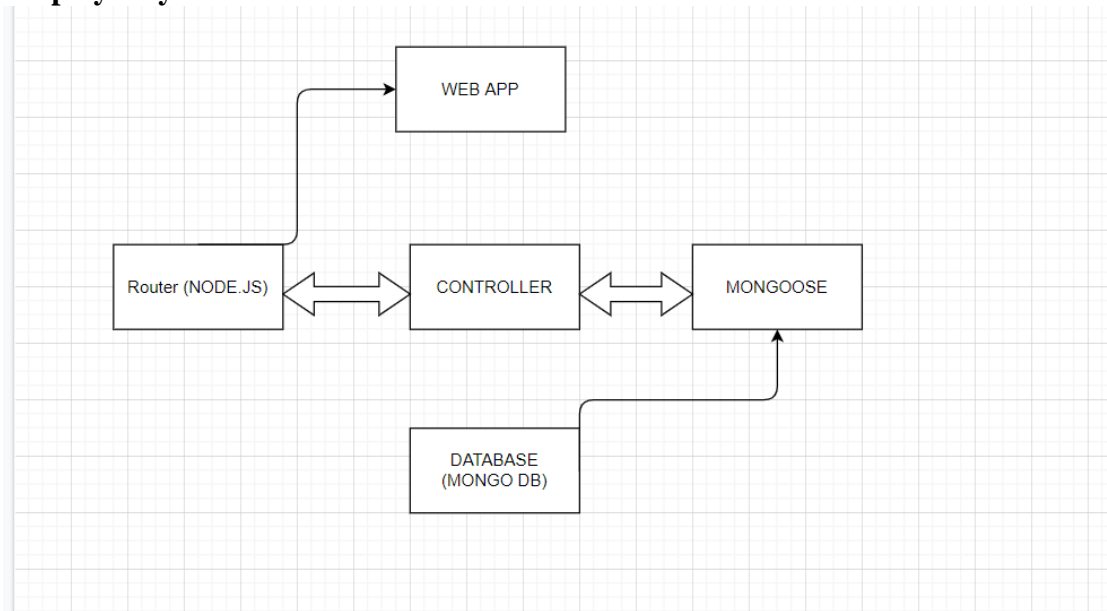 WEB APP
Router (NODE.JS)
CONTROLLER
MONGOOSE
DATABASE
(MONGO DB)